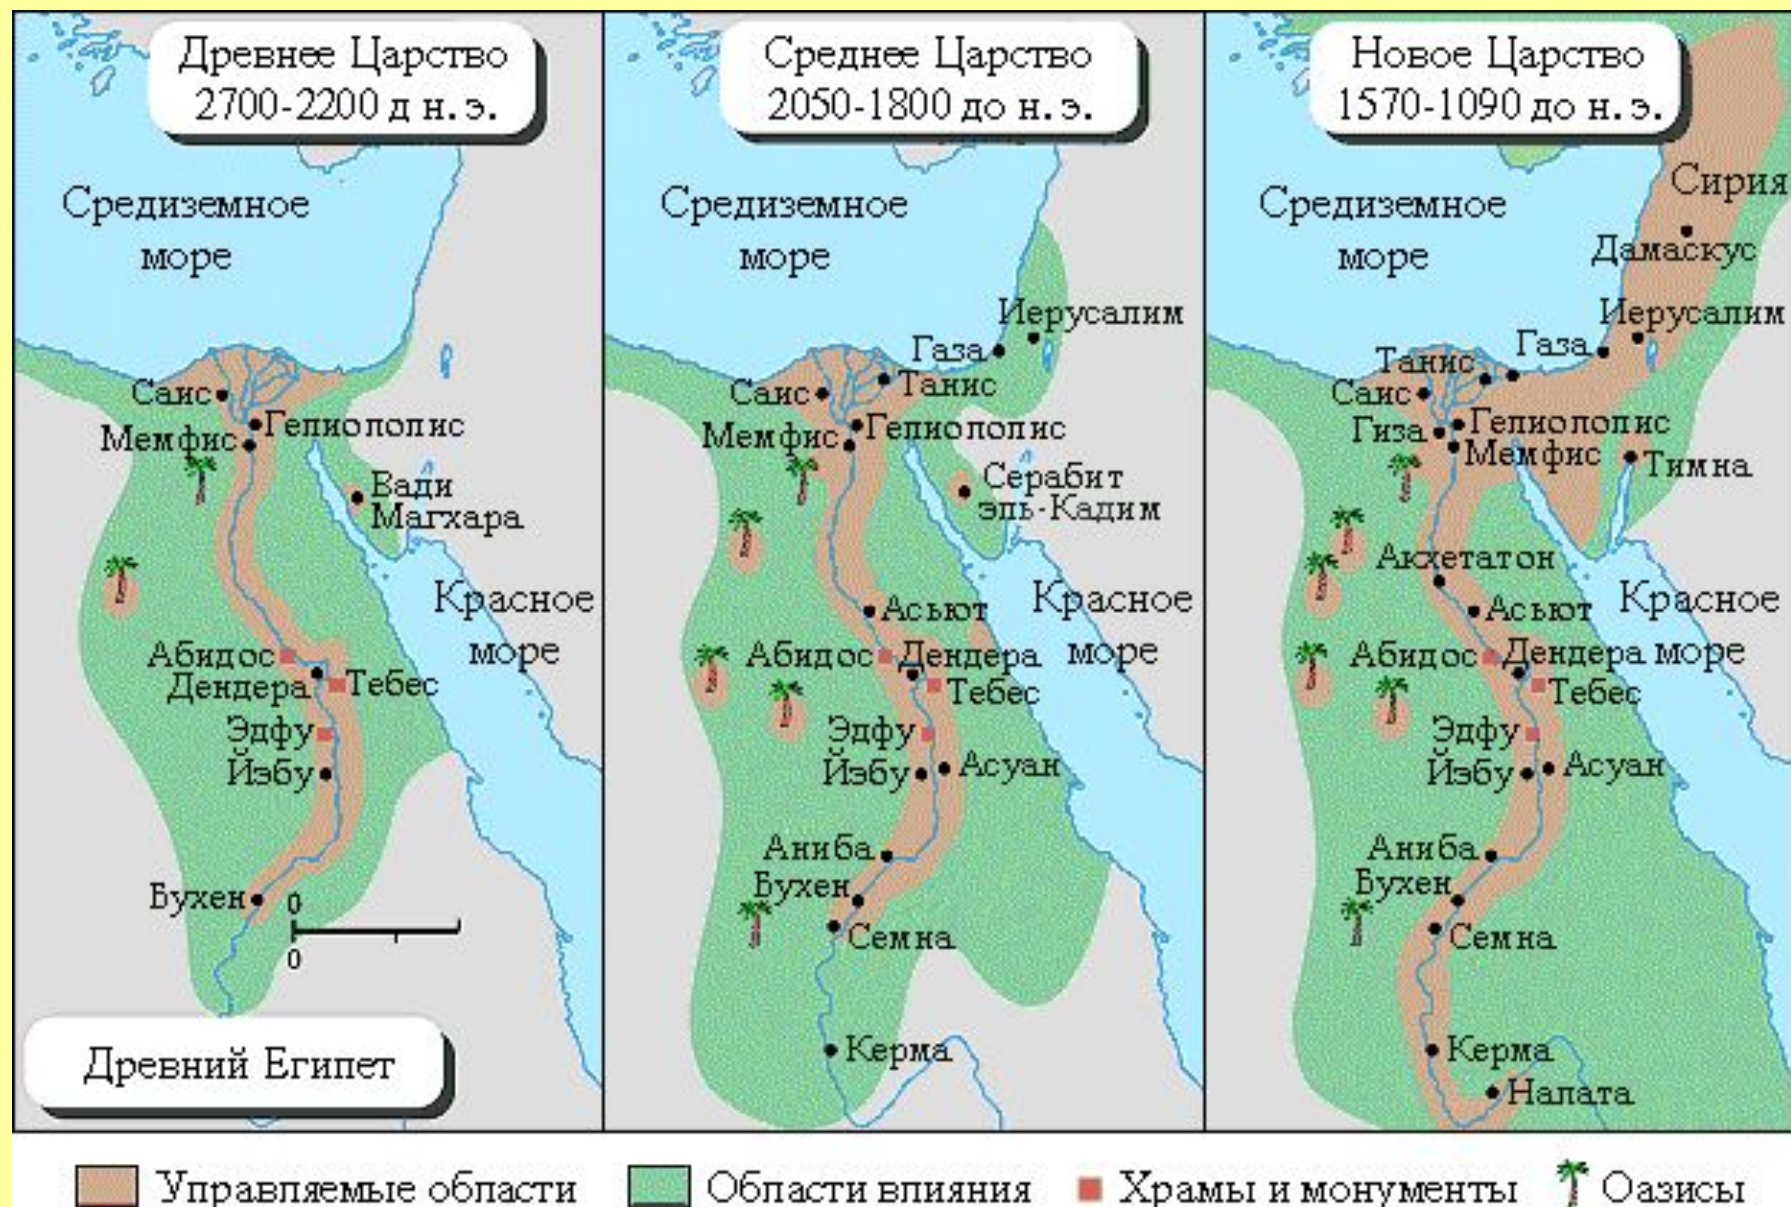 Древнее Царство
2700-2200 д н. э.
Средиземное
море
Саис
Гелиополис
Мемфис
Вади
Магхара
Красное
море
Абидос
Дендера
Тебес
Эдфу
Йэбу
Бухен
0
0
Древний Египет
Среднее Царство
2050-1800 до н. э.
Средиземное
море
Иерусалим
Газа
Танис
Саис
Гелиополис
Мемфис
Серабит
эль-Кадим
Асьют
Красное
море
Абидос
Дендера
Тебес
Эдфу
Йэбу
Асуан
Аниба
Бухен
Семна
Керма
Новое Царство
1570-1090 до н. э.
Сирия
Средиземное
море
Дамаскус
Иерусалим
Газа
Танис
Саис
Гелиополис
Гиза
Мемфис
Тимна
Акхетатон
Асьют
Красное
море
Абидос
Дендера
Тебес
Эдфу
Йэбу
Асуан
Аниба
Бухен
Семна
Керма
Напата
Управляемые области
Области влияния
Храмы и монументы
Оазисы